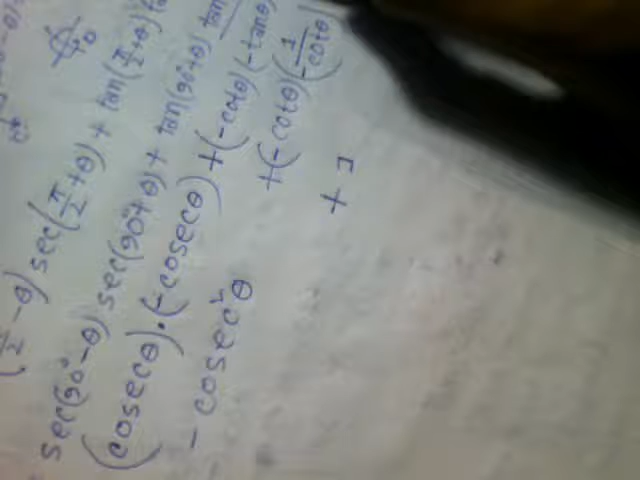 π/2 - θ) sec(π/2 + θ) + tan(π/2 + θ)
sec(90° - θ) sec(90° + θ) + tan(90° + θ) tan
(cosecθ)·(-cosecθ) + (-cotθ)(-tanθ)
-cosec²θ + (-cotθ)(1/-cotθ)
+ 1